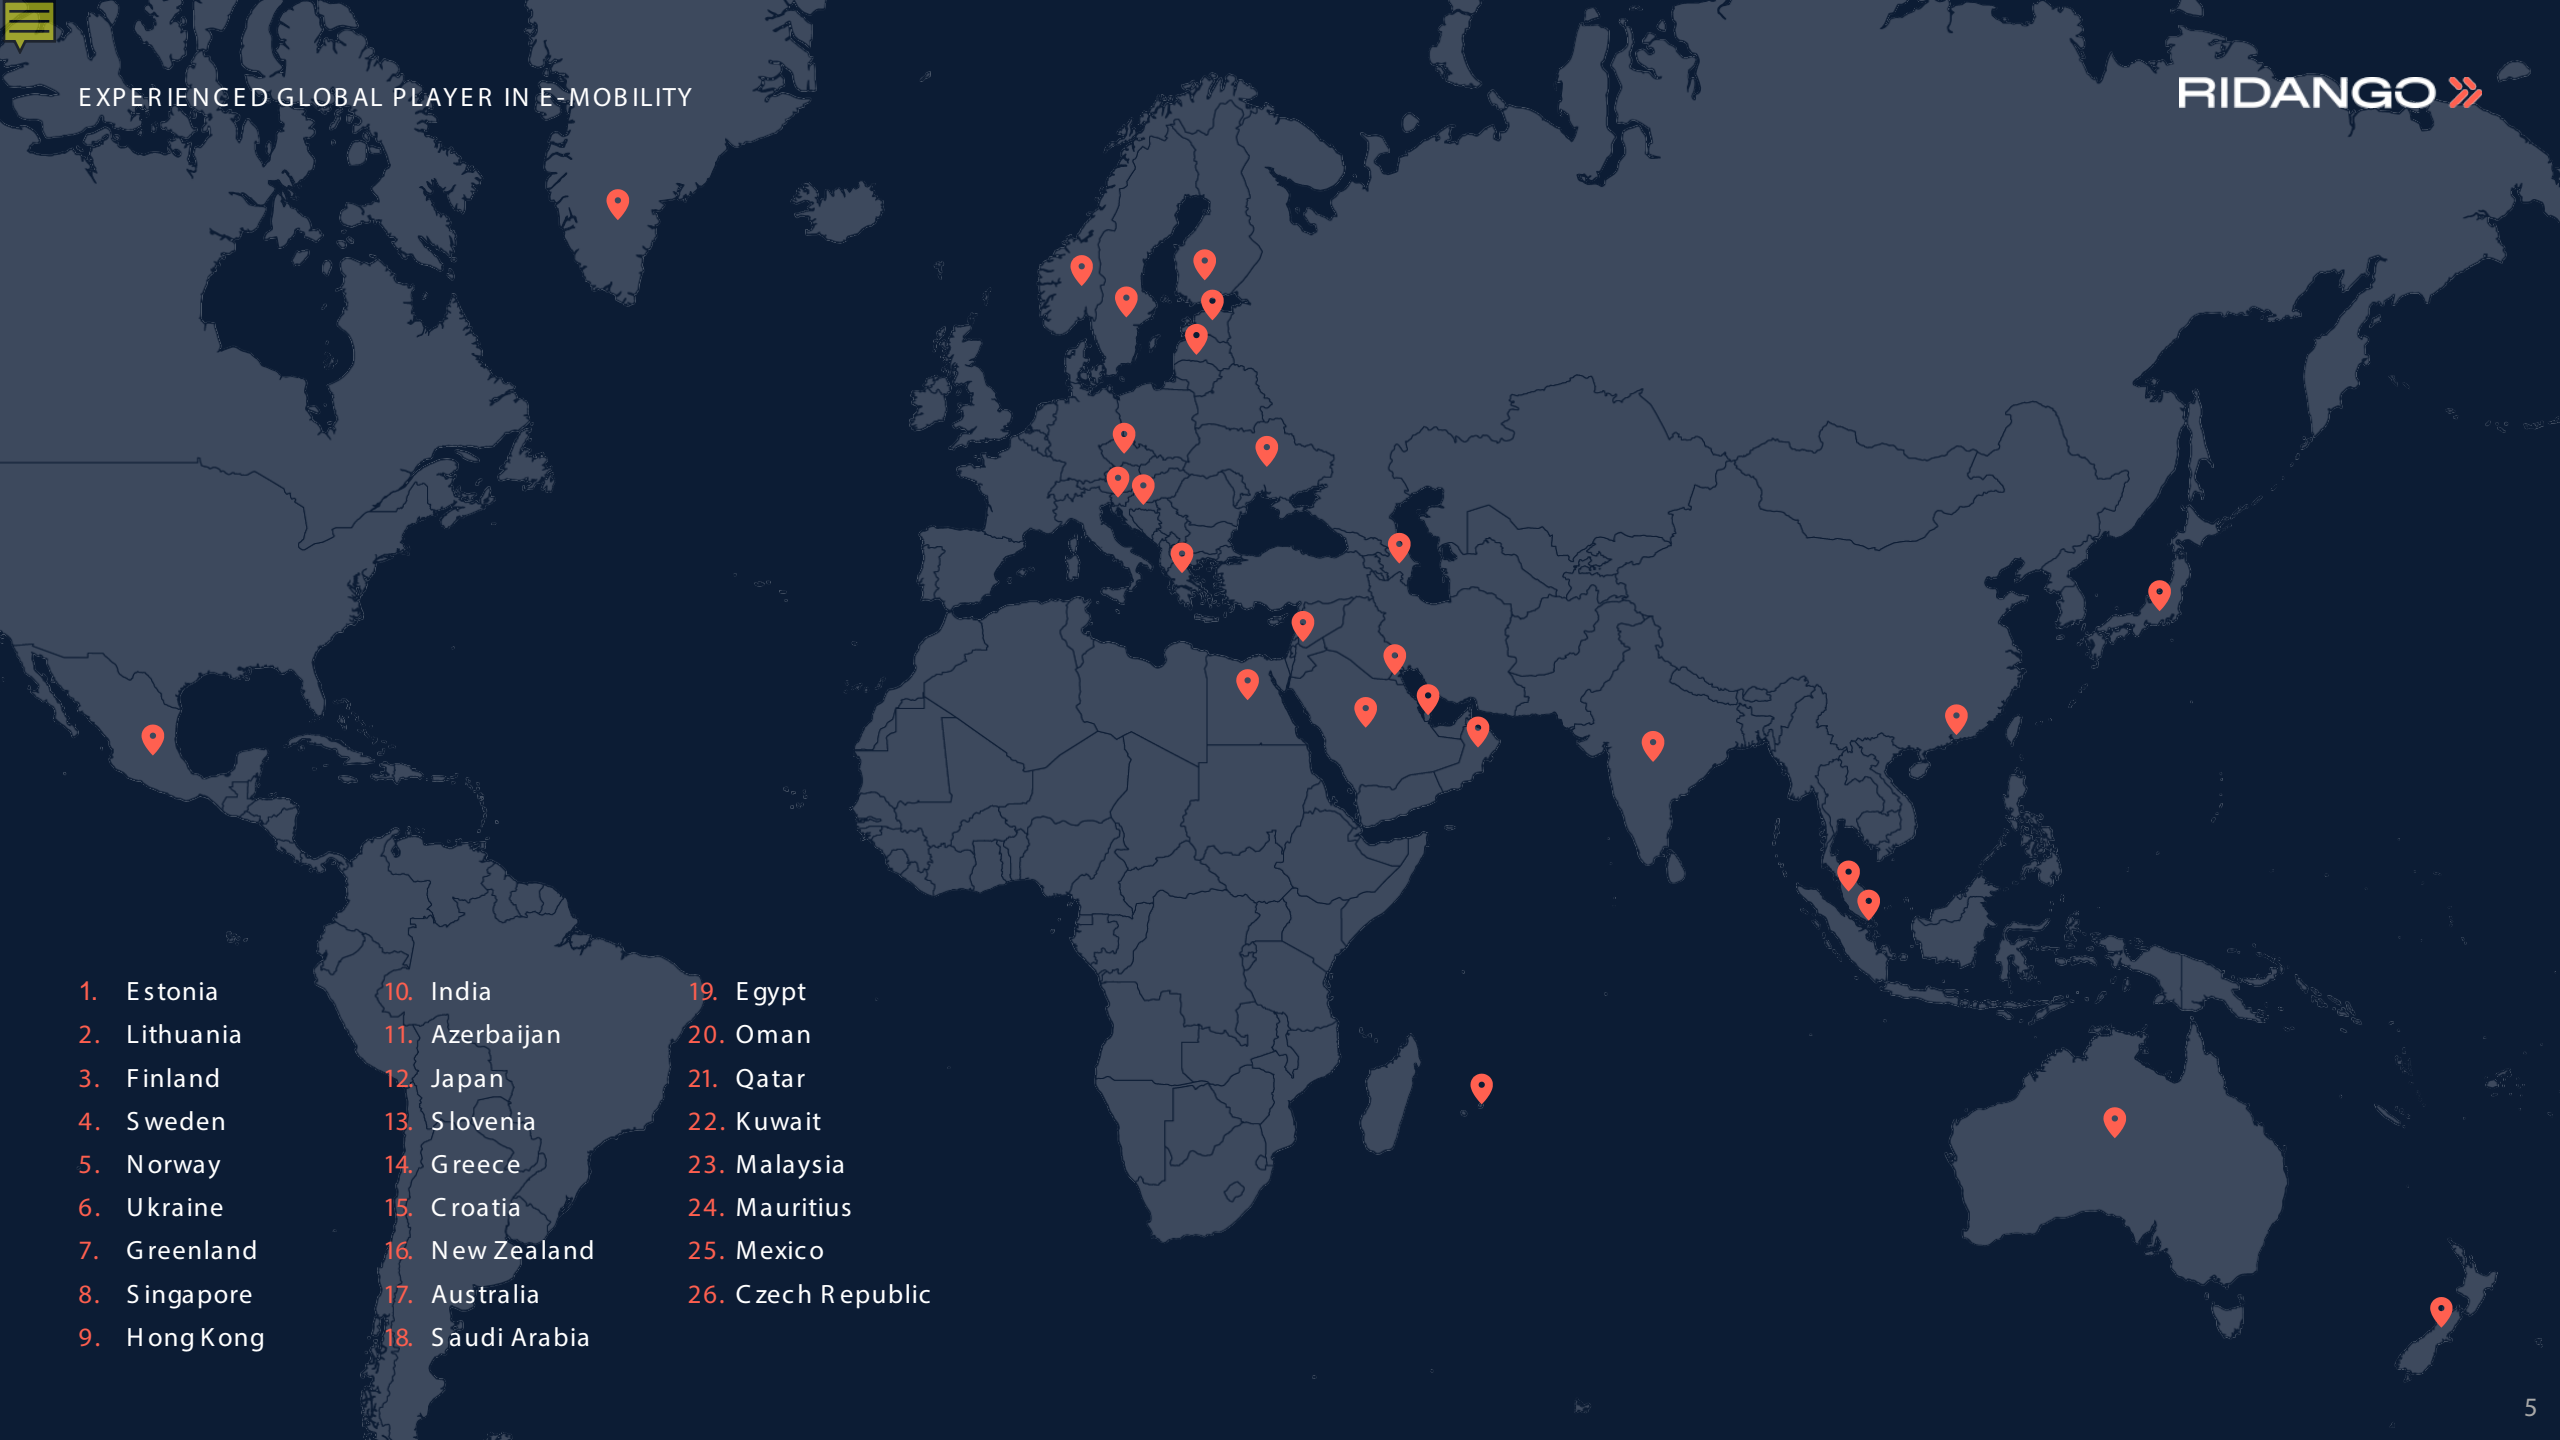 EXPERIENCED GLOBAL PLAYER IN E-MOBILITY
RIDANGO
1. Estonia
2. Lithuania
3. Finland
4. Sweden
5. Norway
6. Ukraine
7. Greenland
8. Singapore
9. Hong Kong
10. India
11. Azerbaijan
12. Japan
13. Slovenia
14. Greece
15. Croatia
16. New Zealand
17. Australia
18. Saudi Arabia
19. Egypt
20. Oman
21. Qatar
22. Kuwait
23. Malaysia
24. Mauritius
25. Mexico
26. Czech Republic
5